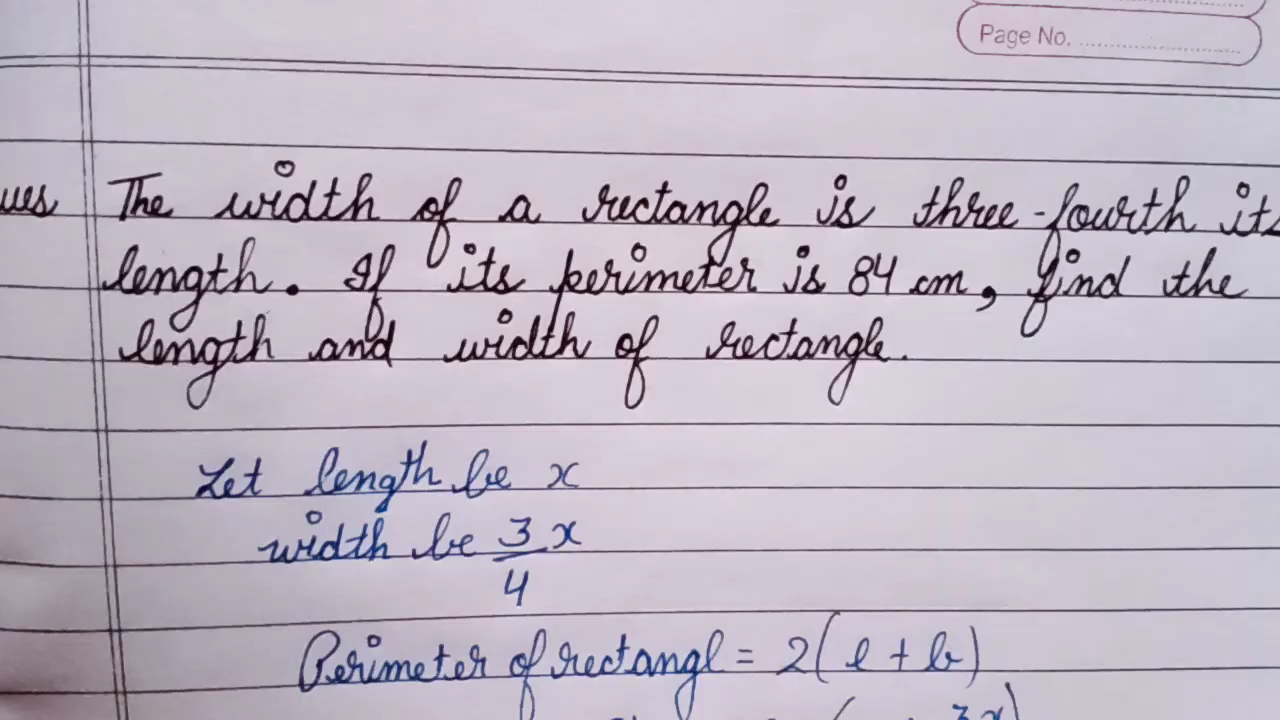 Page No. ..............................
ues The width of a rectangle is three-fourth its
length. If its perimeter is 84 cm, find the
length and width of rectangle.
Let length be x
width be 3/4 x
Perimeter of rectangl = 2(l + b)
3x)